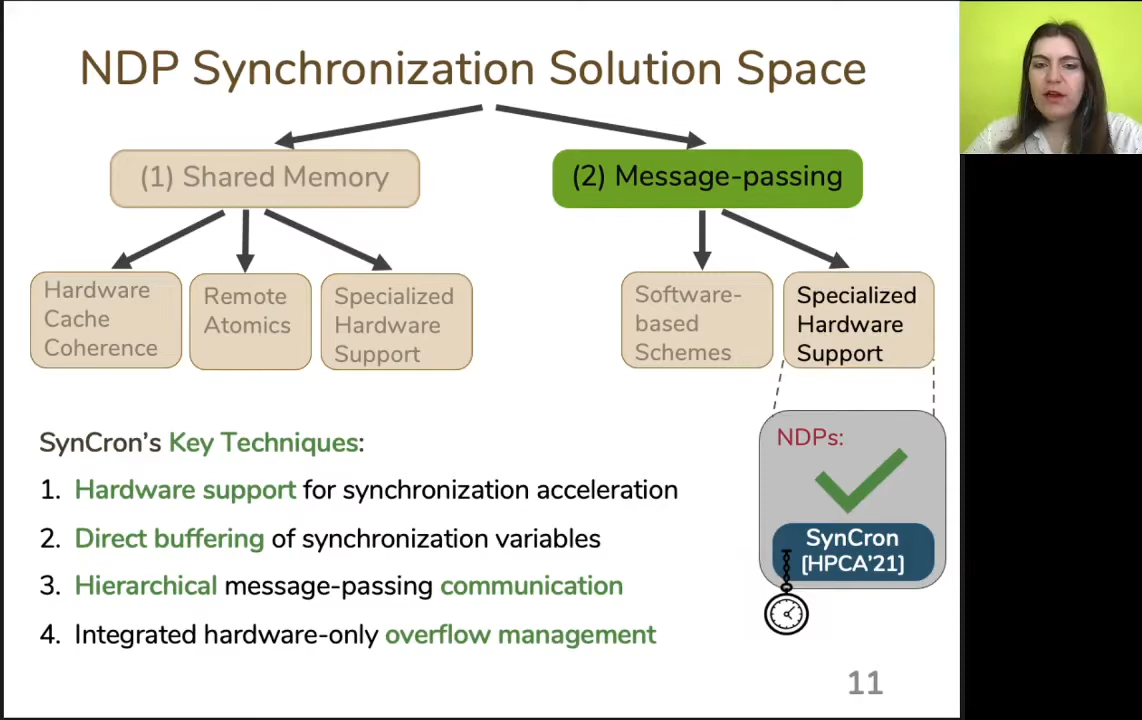 NDP Synchronization Solution Space
(1) Shared Memory
(2) Message-passing
Hardware
Cache
Coherence
Remote
Atomics
Specialized
Hardware
Support
Software-
based
Schemes
Specialized
Hardware
Support
SynCron's Key Techniques:
1. Hardware support for synchronization acceleration
2. Direct buffering of synchronization variables
3. Hierarchical message-passing communication
4. Integrated hardware-only overflow management
NDPs:
SynCron
[HPCA'21]
11